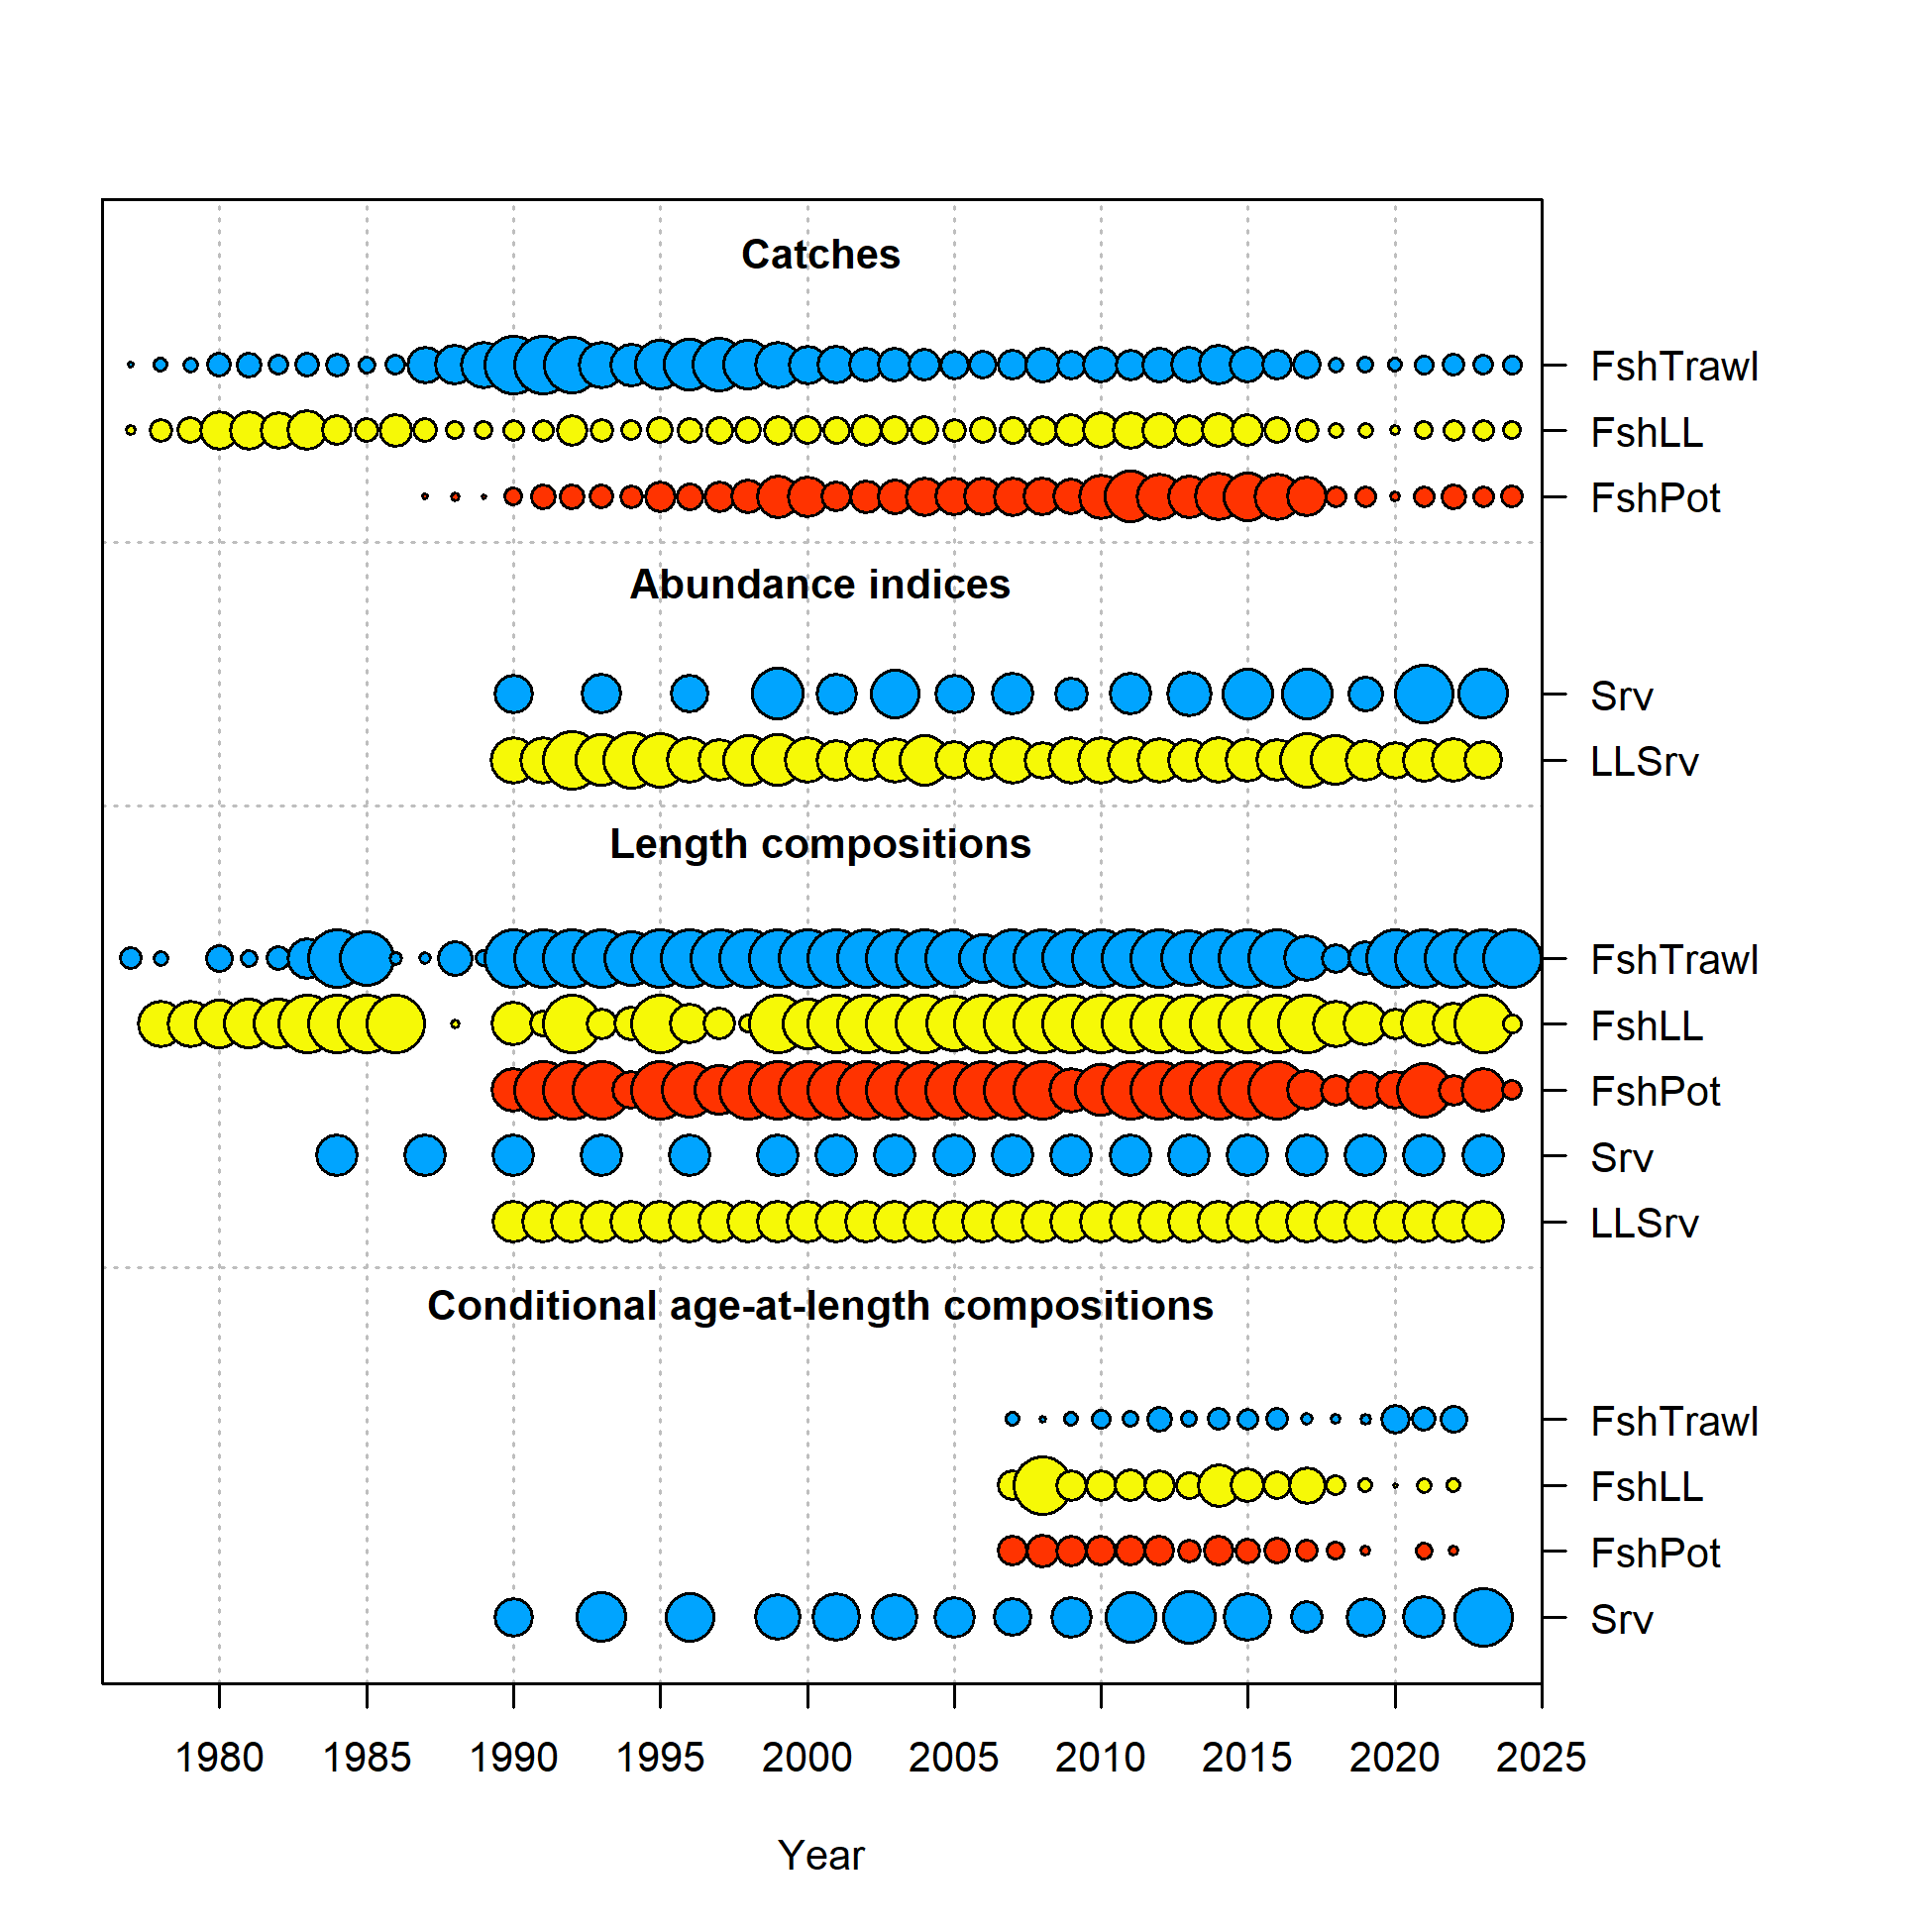 Catches
FshTrawl
FshLL
FshPot
Abundance indices
Srv
LLSrv
Length compositions
FshTrawl
FshLL
FshPot
Srv
LLSrv
Conditional age-at-length compositions
FshTrawl
FshLL
FshPot
Srv
1980 1985 1990 1995 2000 2005 2010 2015 2020 2025
Year